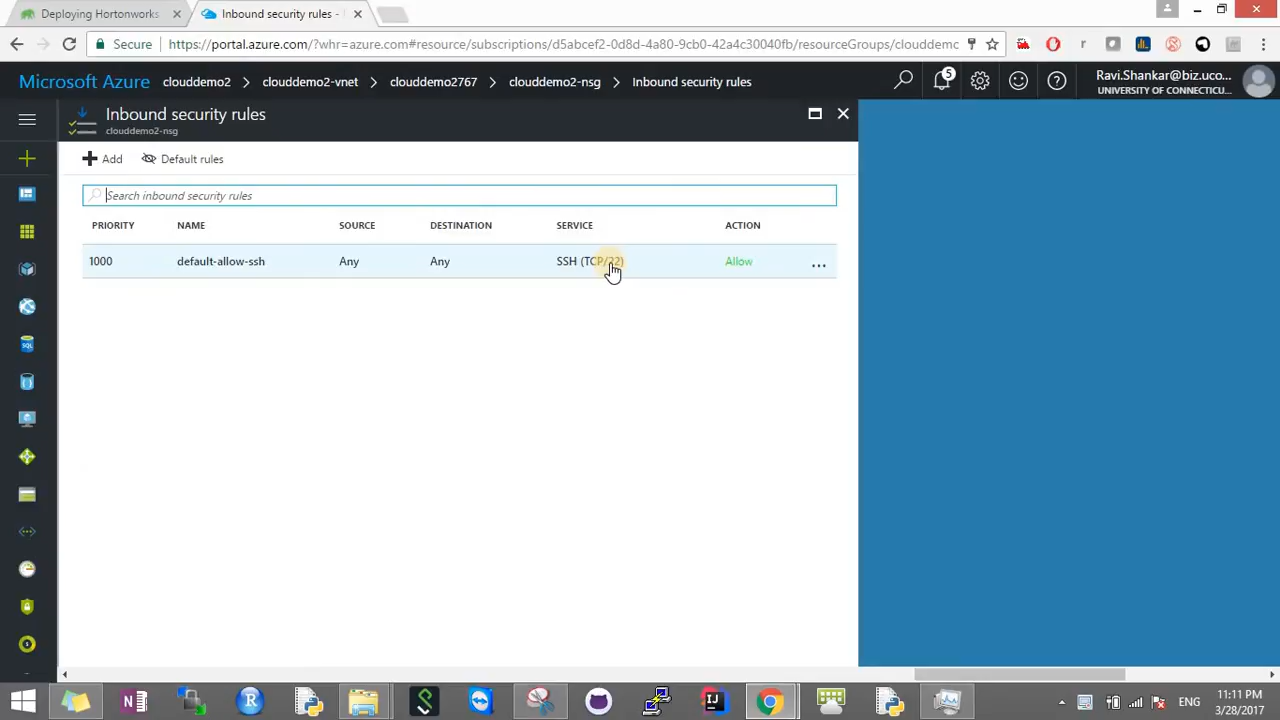 Deploying Hortonworks
Inbound security rules -
Secure
https://portal.azure.com/?whr=azure.com#resource/subscriptions/d5abcef2-0d8d-4a80-9cb0-42a4c30040fb/resourceGroups/clouddemc
Microsoft Azure clouddemo2 > clouddemo2-vnet > clouddemo2767 > clouddemo2-nsg > Inbound security rules
5
Ravi.Shankar@biz.uco...
UNIVERSITY OF CONNECTICU...
Inbound security rules
clouddemo2-nsg
Add Default rules
Search inbound security rules
PRIORITY NAME SOURCE DESTINATION SERVICE ACTION
1000 default-allow-ssh Any Any SSH (TCP/22) Allow ...
SQL
ENG
11:11 PM
3/28/2017